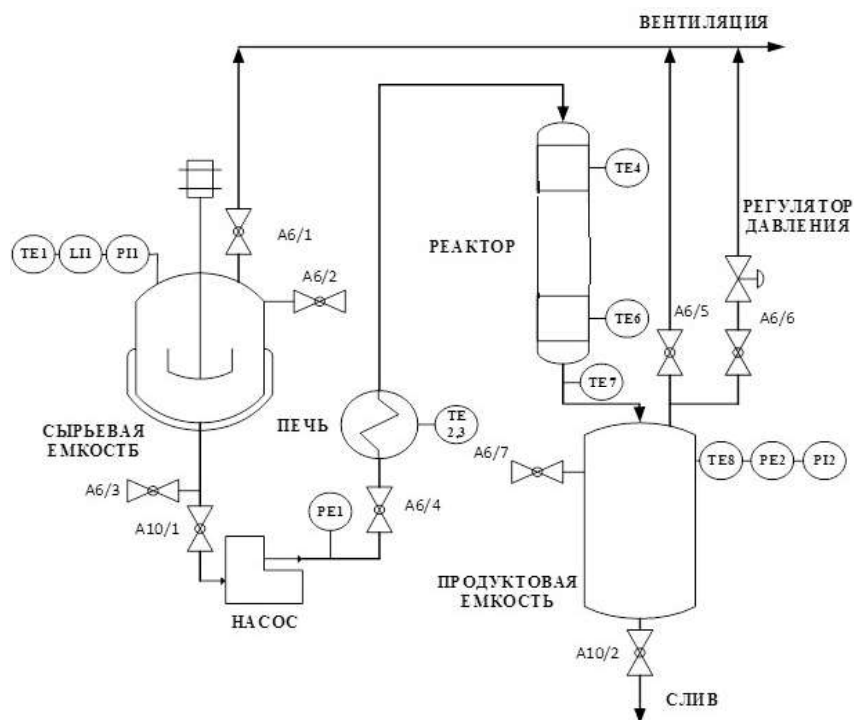 ВЕНТИЛЯЦИЯ
TE4
РЕГУЛЯТОР
ДАВЛЕНИЯ
РЕАКТОР
A6/1
TE1
LI1
PI1
A6/2
A6/5
A6/6
TE6
TE7
ПЕЧЬ
TE
2,3
СЫРЬЕВАЯ
ЕМКОСТБ
A6/7
TE8
PE2
PI2
A6/3
A6/4
PE1
A10/1
ПРОДУКТОВАЯ
ЕМКОСТЬ
НАСОС
A10/2
СЛИВ